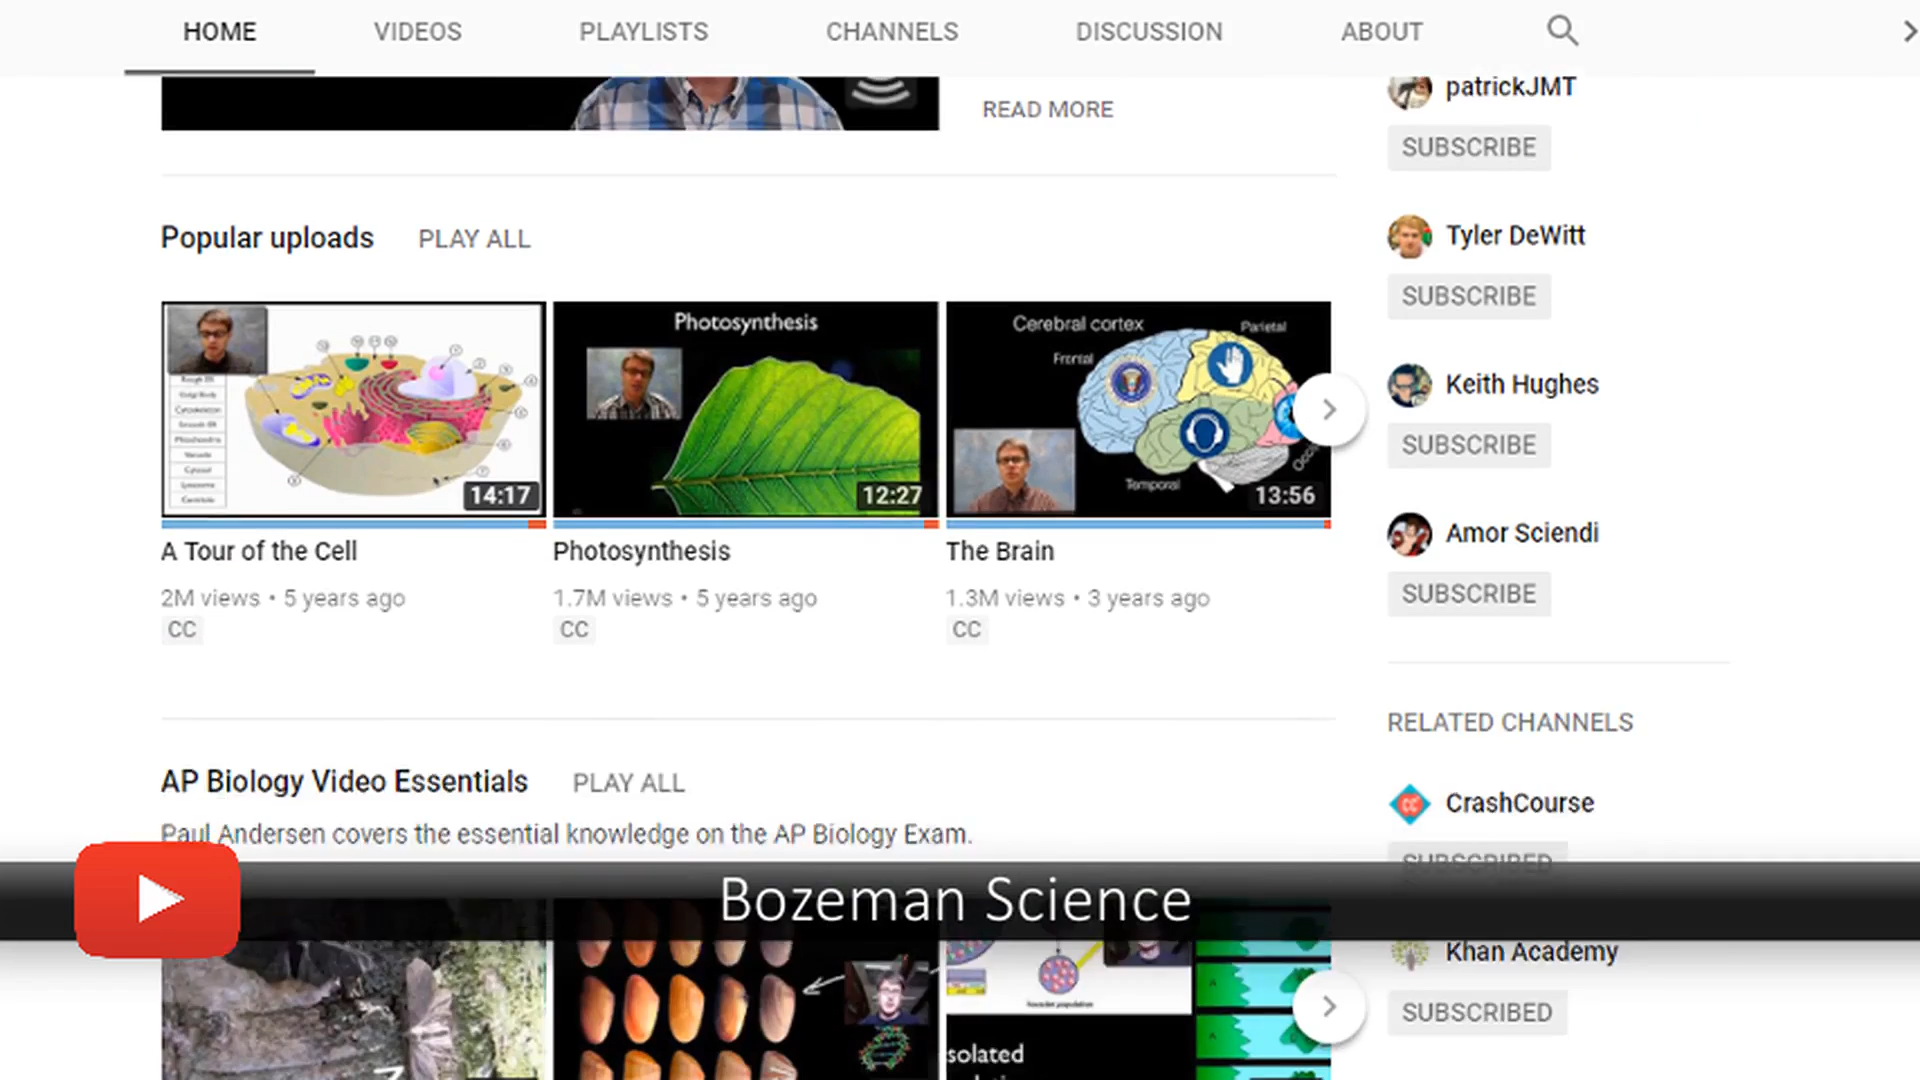 HOME VIDEOS PLAYLISTS CHANNELS DISCUSSION ABOUT
READ MORE
patrickJMT
SUBSCRIBE
Popular uploads PLAY ALL
Tyler DeWitt
SUBSCRIBE
Photosynthesis
Cerebral cortex
Parietal
Frontal
Temporal
14:17
12:27
13:56
Keith Hughes
SUBSCRIBE
A Tour of the Cell
2M views • 5 years ago
CC
Photosynthesis
1.7M views • 5 years ago
CC
The Brain
1.3M views • 3 years ago
CC
Amor Sciendi
SUBSCRIBE
RELATED CHANNELS
AP Biology Video Essentials PLAY ALL
Paul Andersen covers the essential knowledge on the AP Biology Exam.
CrashCourse
SUBSCRIBED
Bozeman Science
Khan Academy
SUBSCRIBED
solated